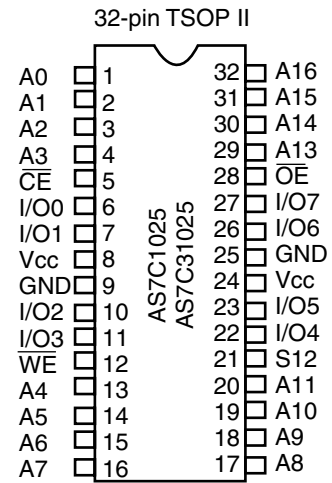 32-pin TSOP II
A0 1 32 A16
A1 2 31 A15
A2 3 30 A14
A3 4 29 A13
C̅E̅ 5 28 O̅E̅
I/O0 6 27 I/O7
I/O1 7 26 I/O6
Vcc 8 25 GND
GND 9 24 Vcc
I/O2 10 23 I/O5
I/O3 11 22 I/O4
W̅E̅ 12 21 S12
A4 13 20 A11
A5 14 19 A10
A6 15 18 A9
A7 16 17 A8
AS7C1025
AS7C31025